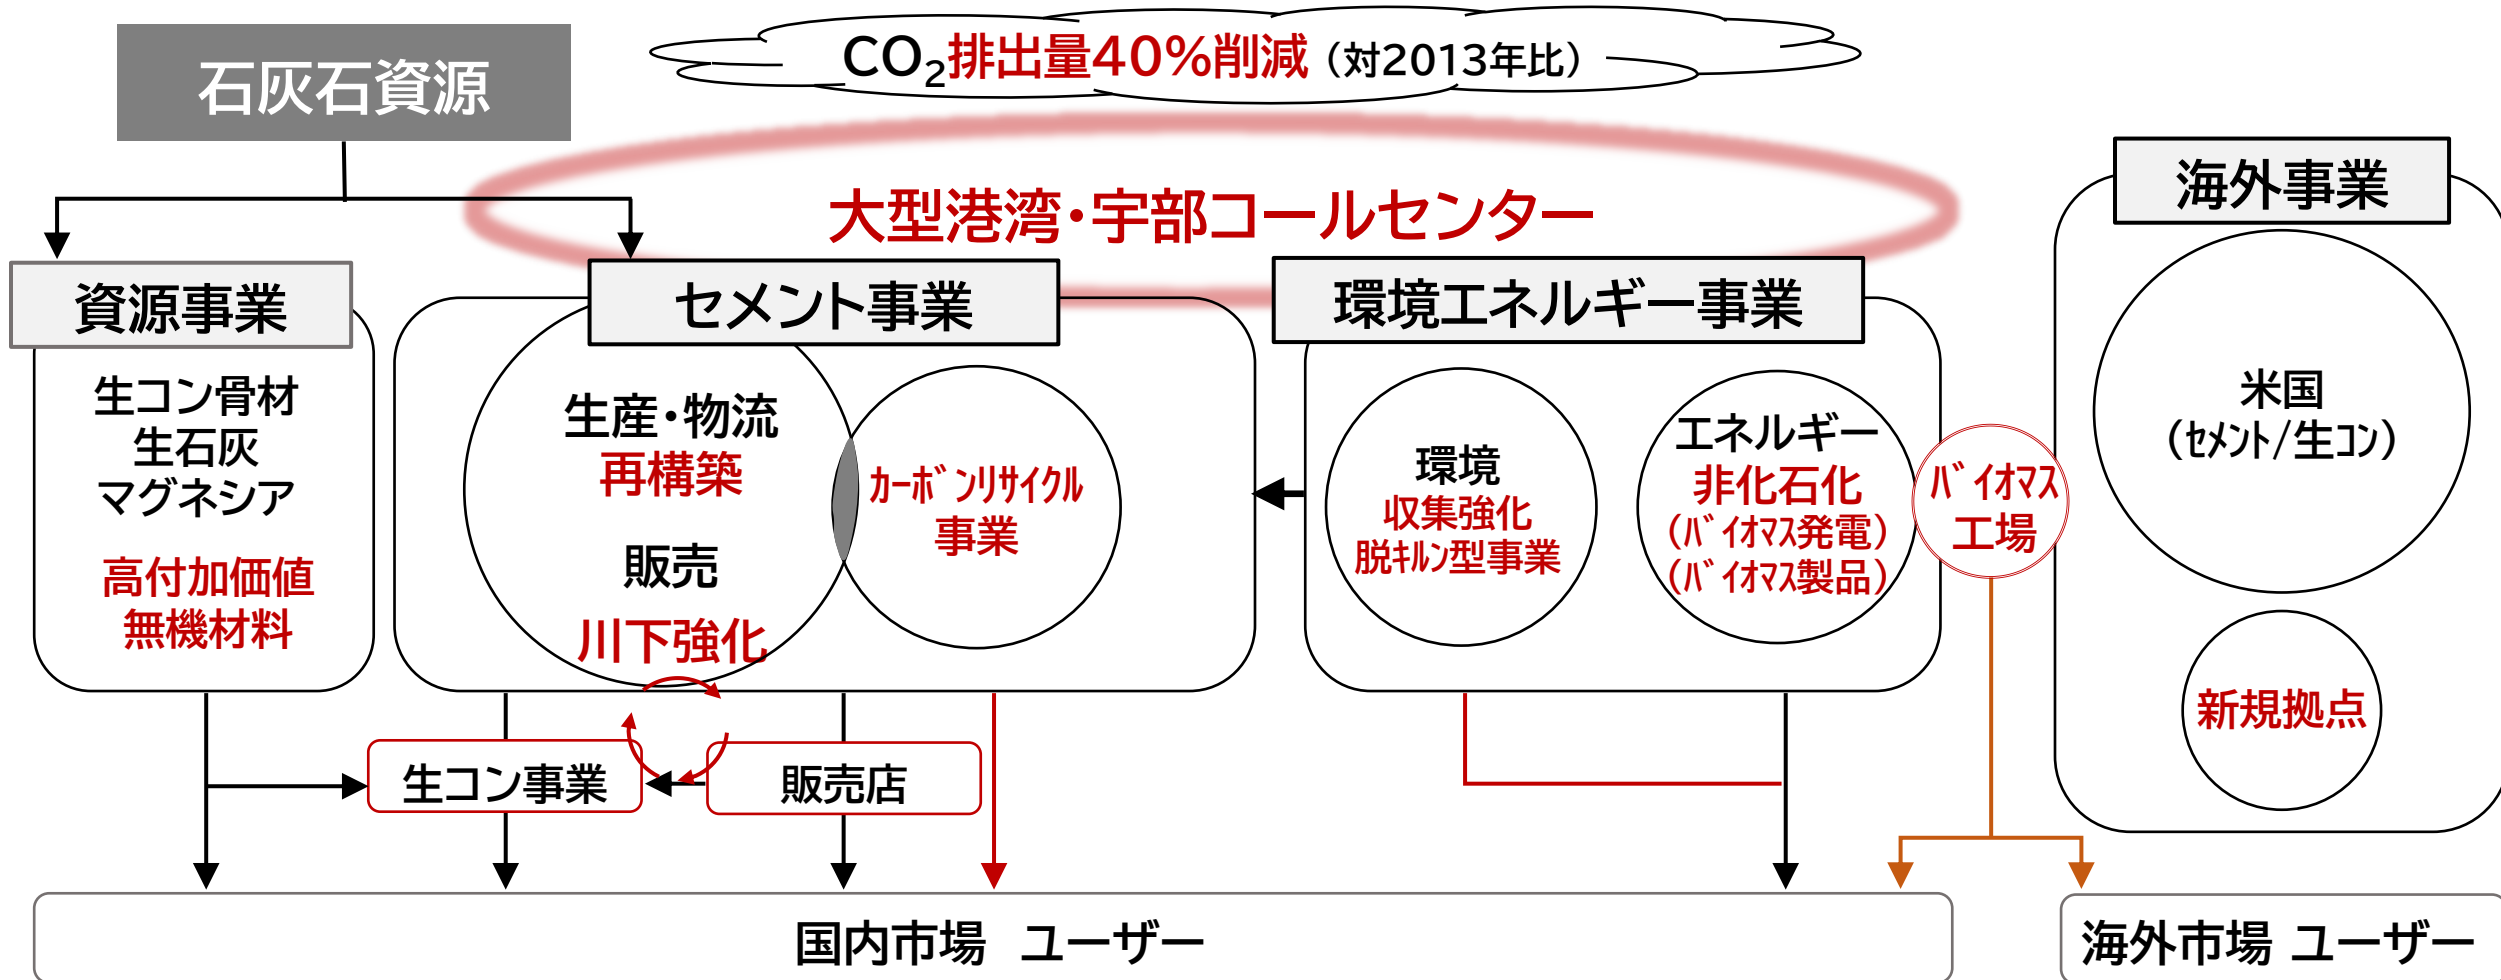 CO₂排出量40%削減（対2013年比）
石灰石資源
大型港湾・宇部コールセンター
海外事業
資源事業
セメント事業
環境エネルギー事業
生コン骨材
生石灰
マグネシア
高付加価値
無機材料
生産・物流
再構築
販売
川下強化
ｶｰﾎﾞﾝﾘｻｲｸﾙ
事業
環境
収集強化
脱ｷﾙﾝ型事業
エネルギー
非化石化
（ﾊﾞｲｵﾏｽ発電）
（ﾊﾞｲｵﾏｽ製品）
ﾊﾞｲｵﾏｽ
工場
米国
（ｾﾒﾝﾄ/生コン）
新規拠点
生コン事業
販売店
国内市場 ユーザー
海外市場 ユーザー